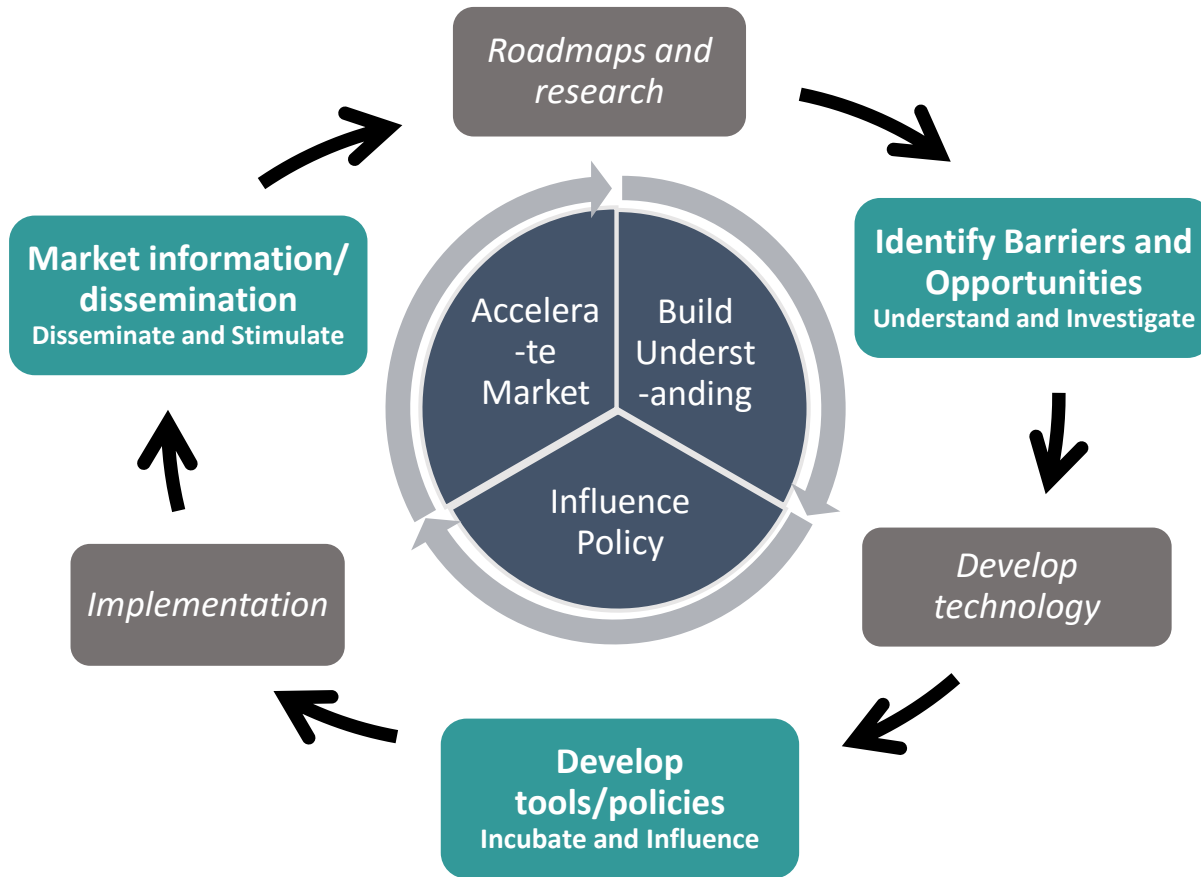 Roadmaps and
research
Identify Barriers and
Opportunities
Understand and Investigate
Develop
technology
Develop
tools/policies
Incubate and Influence
Implementation
Market information/
dissemination
Disseminate and Stimulate
Accelera
-te
Market
Build
Underst
-anding
Influence
Policy